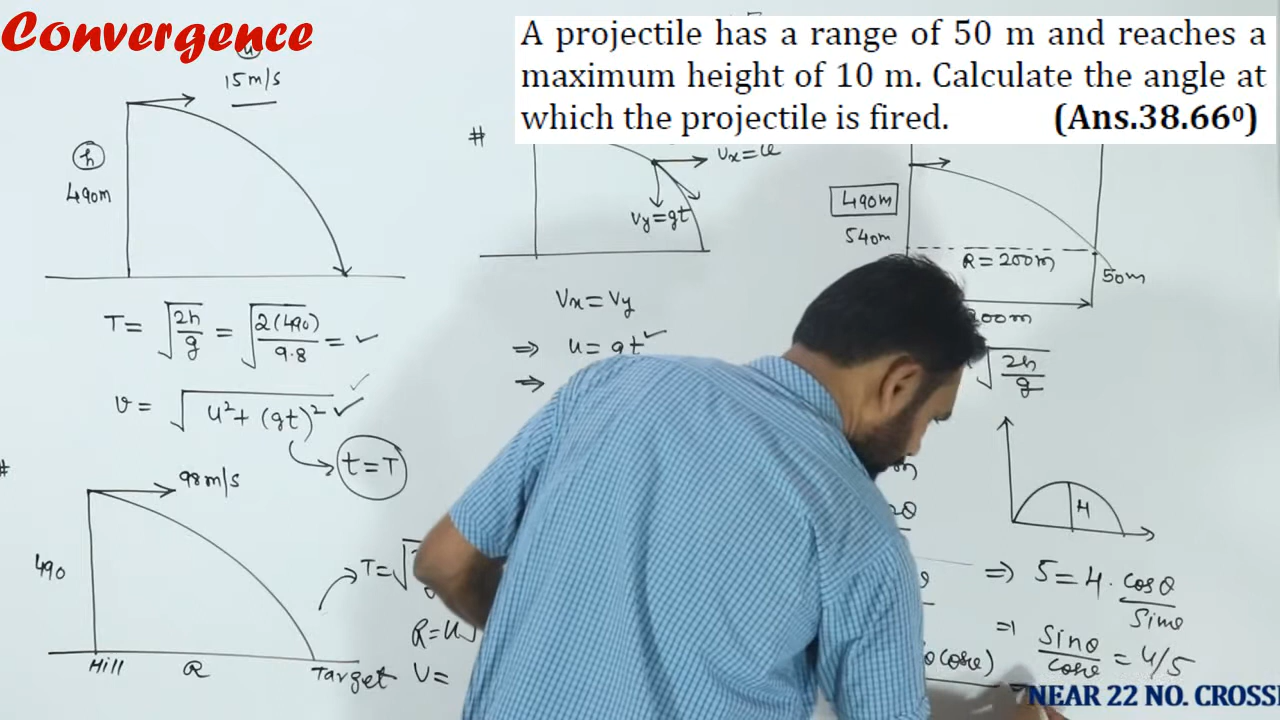 Convergence
A projectile has a range of 50 m and reaches a
maximum height of 10 m. Calculate the angle at
which the projectile is fired. (Ans.38.66⁰)
u
15m/s
h
490m
T= √2h/g = √2(490)/9.8 = ✓
v= √u²+(gt)² ✓
t=T
#
98m/s
490
Hill R Target
T=√
R=u√
V=
#
Vx=u
Vy=gt
Vx=Vy
⇒ u=gt ✓
⇒
490m
540m
R=200m
50m
200m
√2h/g
H
⇒ 5=4.cosθ/Sinθ
⇒ Sinθ/cosθ = 4/5
NEAR 22 NO. CROSSI